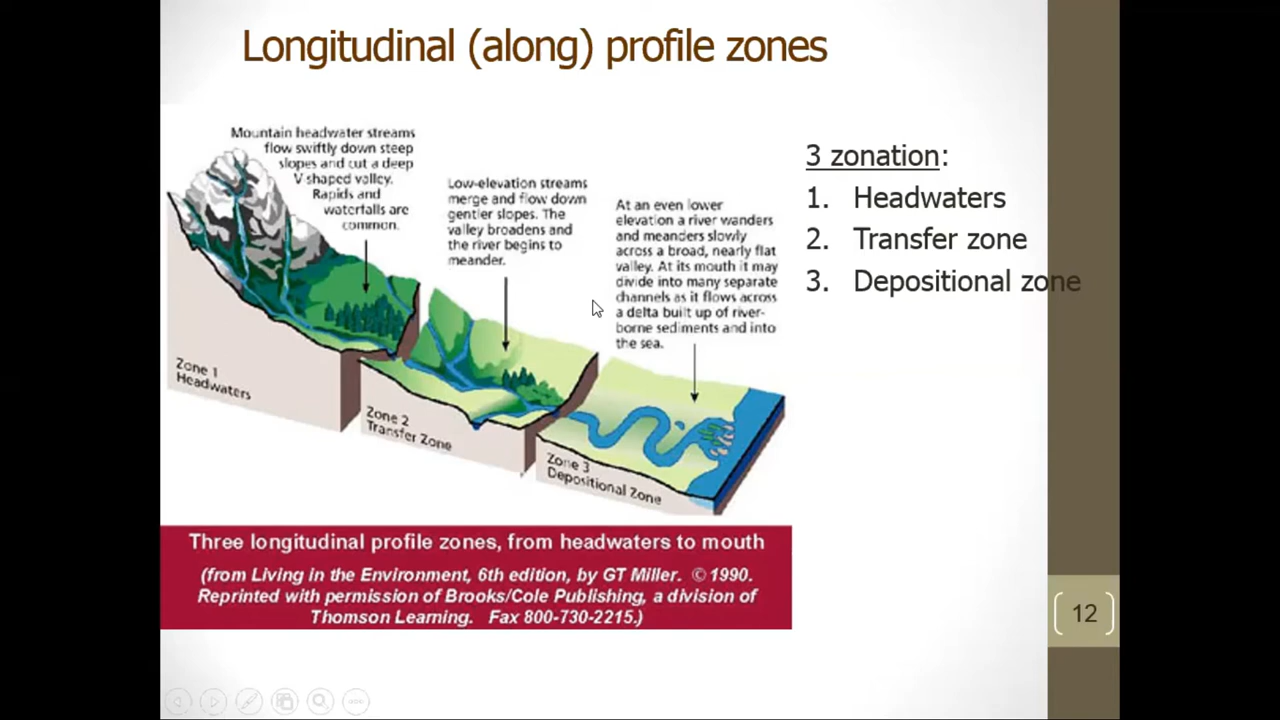 Longitudinal (along) profile zones
Mountain headwater streams
flow swiftly down steep
slopes and cut a deep
V shaped valley.
Rapids and
waterfalls are
common.
Low-elevation streams
merge and flow down
gentler slopes. The
valley broadens and
the river begins to
meander.
At an even lower
elevation a river wanders
and meanders slowly
across a broad, nearly flat
valley. At its mouth it may
divide into many separate
channels as it flows across
a delta built up of river-
borne sediments and into
the sea.
Zone 1
Headwaters
Zone 2
Transfer Zone
Zone 3
Depositional Zone
Three longitudinal profile zones, from headwaters to mouth
(from Living in the Environment, 6th edition, by GT Miller. © 1990.
Reprinted with permission of Brooks/Cole Publishing, a division of
Thomson Learning. Fax 800-730-2215.)
3 zonation:
1. Headwaters
2. Transfer zone
3. Depositional zone
12